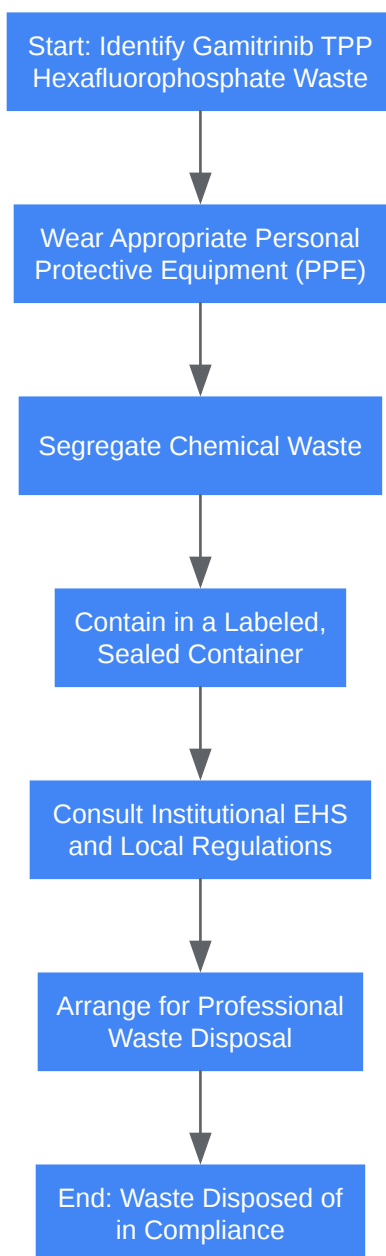 Start: Identify Gamitrinib TPP
Hexafluorophosphate Waste
Wear Appropriate Personal
Protective Equipment (PPE)
Segregate Chemical Waste
Contain in a Labeled,
Sealed Container
Consult Institutional EHS
and Local Regulations
Arrange for Professional
Waste Disposal
End: Waste Disposed of
in Compliance